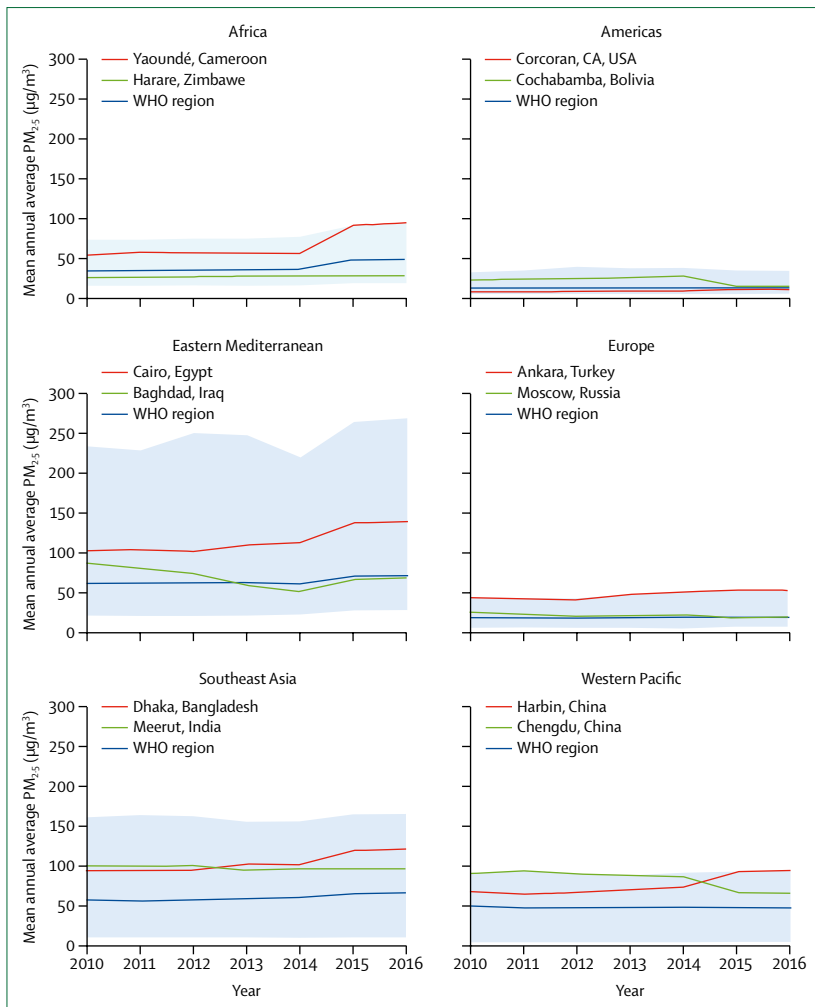 Africa
Yaoundé, Cameroon
Harare, Zimbabwe
WHO region
Mean annual average PM2·5 (µg/m³)
300
250
200
150
100
50
0
Americas
Corcoran, CA, USA
Cochabamba, Bolivia
WHO region
Eastern Mediterranean
Cairo, Egypt
Baghdad, Iraq
WHO region
Mean annual average PM2·5 (µg/m³)
300
250
200
150
100
50
0
Europe
Ankara, Turkey
Moscow, Russia
WHO region
Southeast Asia
Dhaka, Bangladesh
Meerut, India
WHO region
Mean annual average PM2·5 (µg/m³)
300
250
200
150
100
50
0
2010 2011 2012 2013 2014 2015 2016
Year
Western Pacific
Harbin, China
Chengdu, China
WHO region
2010 2011 2012 2013 2014 2015 2016
Year